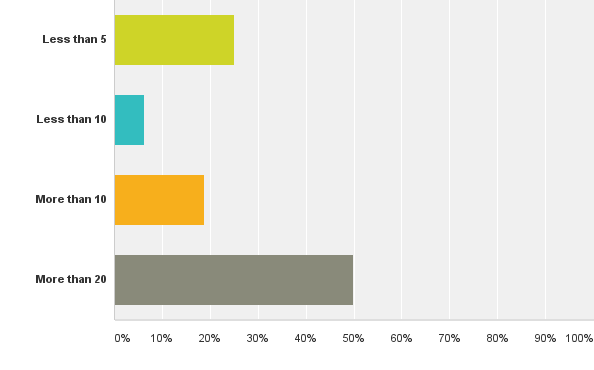 Less than 5
Less than 10
More than 10
More than 20
0% 10% 20% 30% 40% 50% 60% 70% 80% 90% 100%